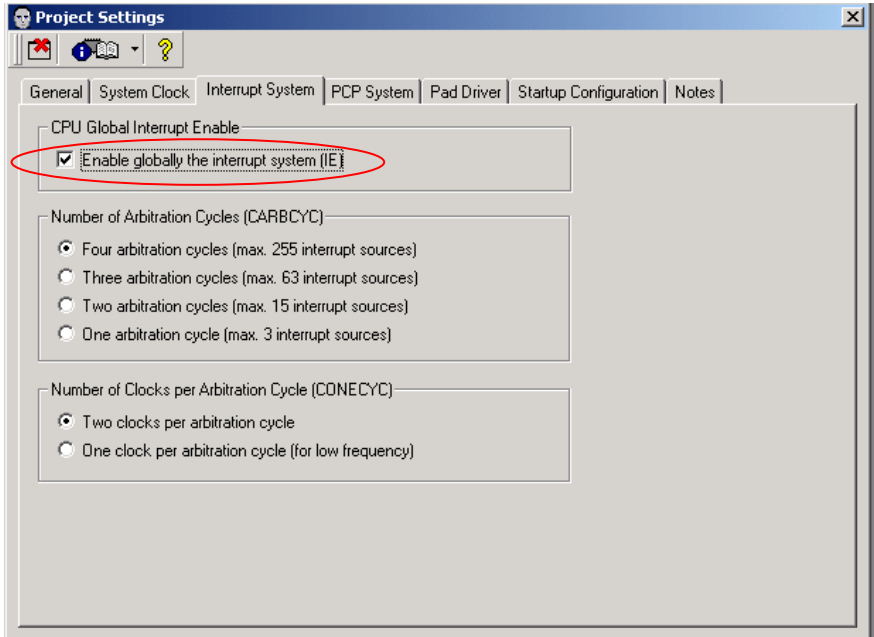 Project Settings
General System Clock Interrupt System PCP System Pad Driver Startup Configuration Notes
CPU Global Interrupt Enable
Enable globally the interrupt system (IE)
Number of Arbitration Cycles (CARBCYC)
Four arbitration cycles (max. 255 interrupt sources)
Three arbitration cycles (max. 63 interrupt sources)
Two arbitration cycles (max. 15 interrupt sources)
One arbitration cycle (max. 3 interrupt sources)
Number of Clocks per Arbitration Cycle (CONECYC)
Two clocks per arbitration cycle
One clock per arbitration cycle (for low frequency)